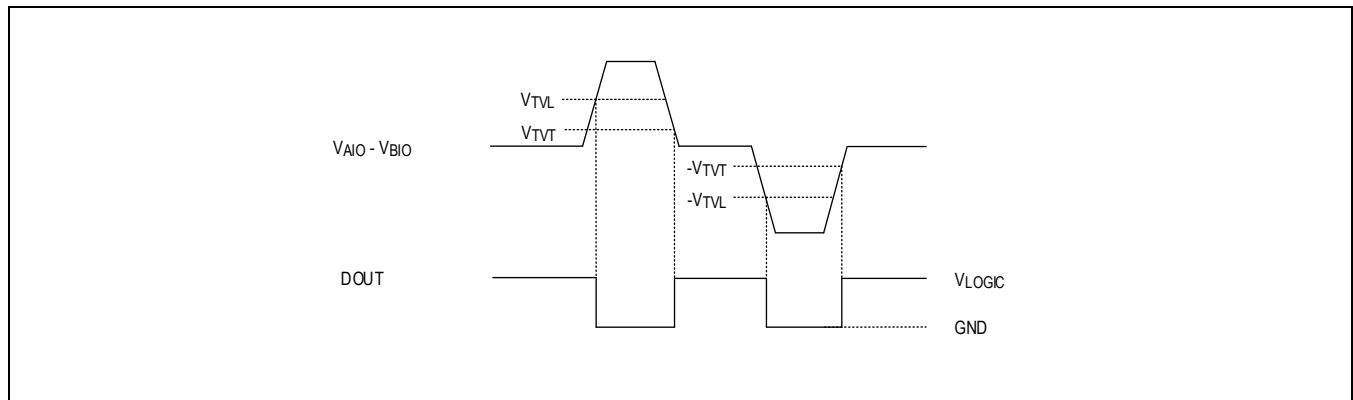 VTVL
VTVT
VAIO - VBIO
-VTVT
-VTVL
DOUT
VLOGIC
GND